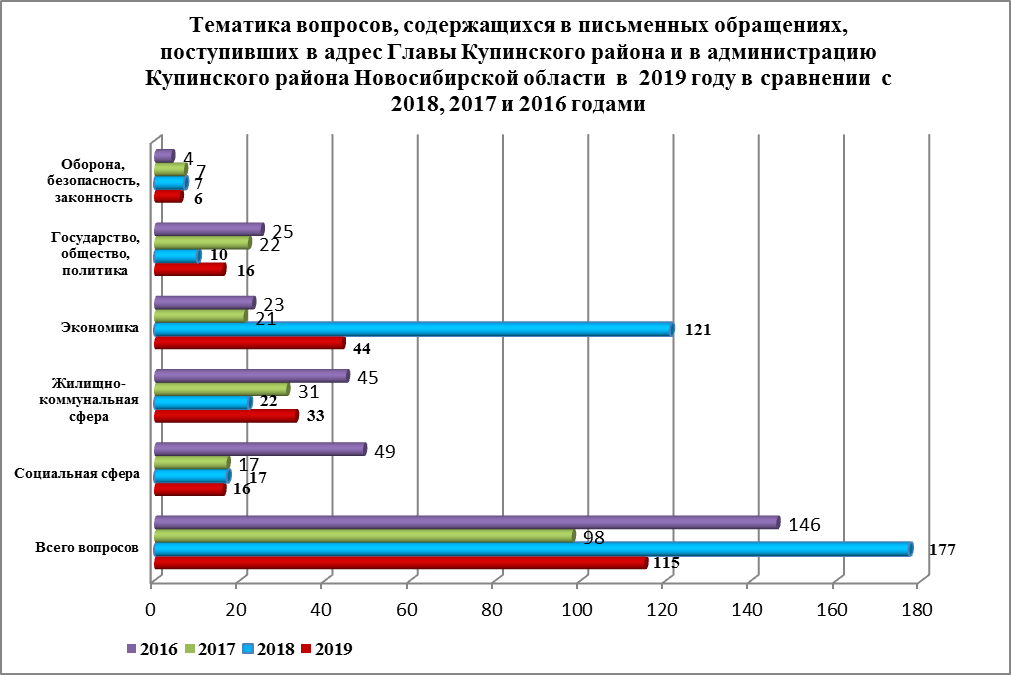 Тематика вопросов, содержащихся в письменных обращениях,
поступивших в адрес Главы Купинского района и в администрацию
Купинского района Новосибирской области в 2019 году в сравнении с
2018, 2017 и 2016 годами
Оборона,
безопасность,
законность
4
7
7
6
Государство,
общество,
политика
25
22
10
16
Экономика
23
21
121
44
Жилищно-
коммунальная
сфера
45
31
22
33
Социальная сфера
49
17
17
16
Всего вопросов
146
98
177
115
0 20 40 60 80 100 120 140 160 180
2016 2017 2018 2019